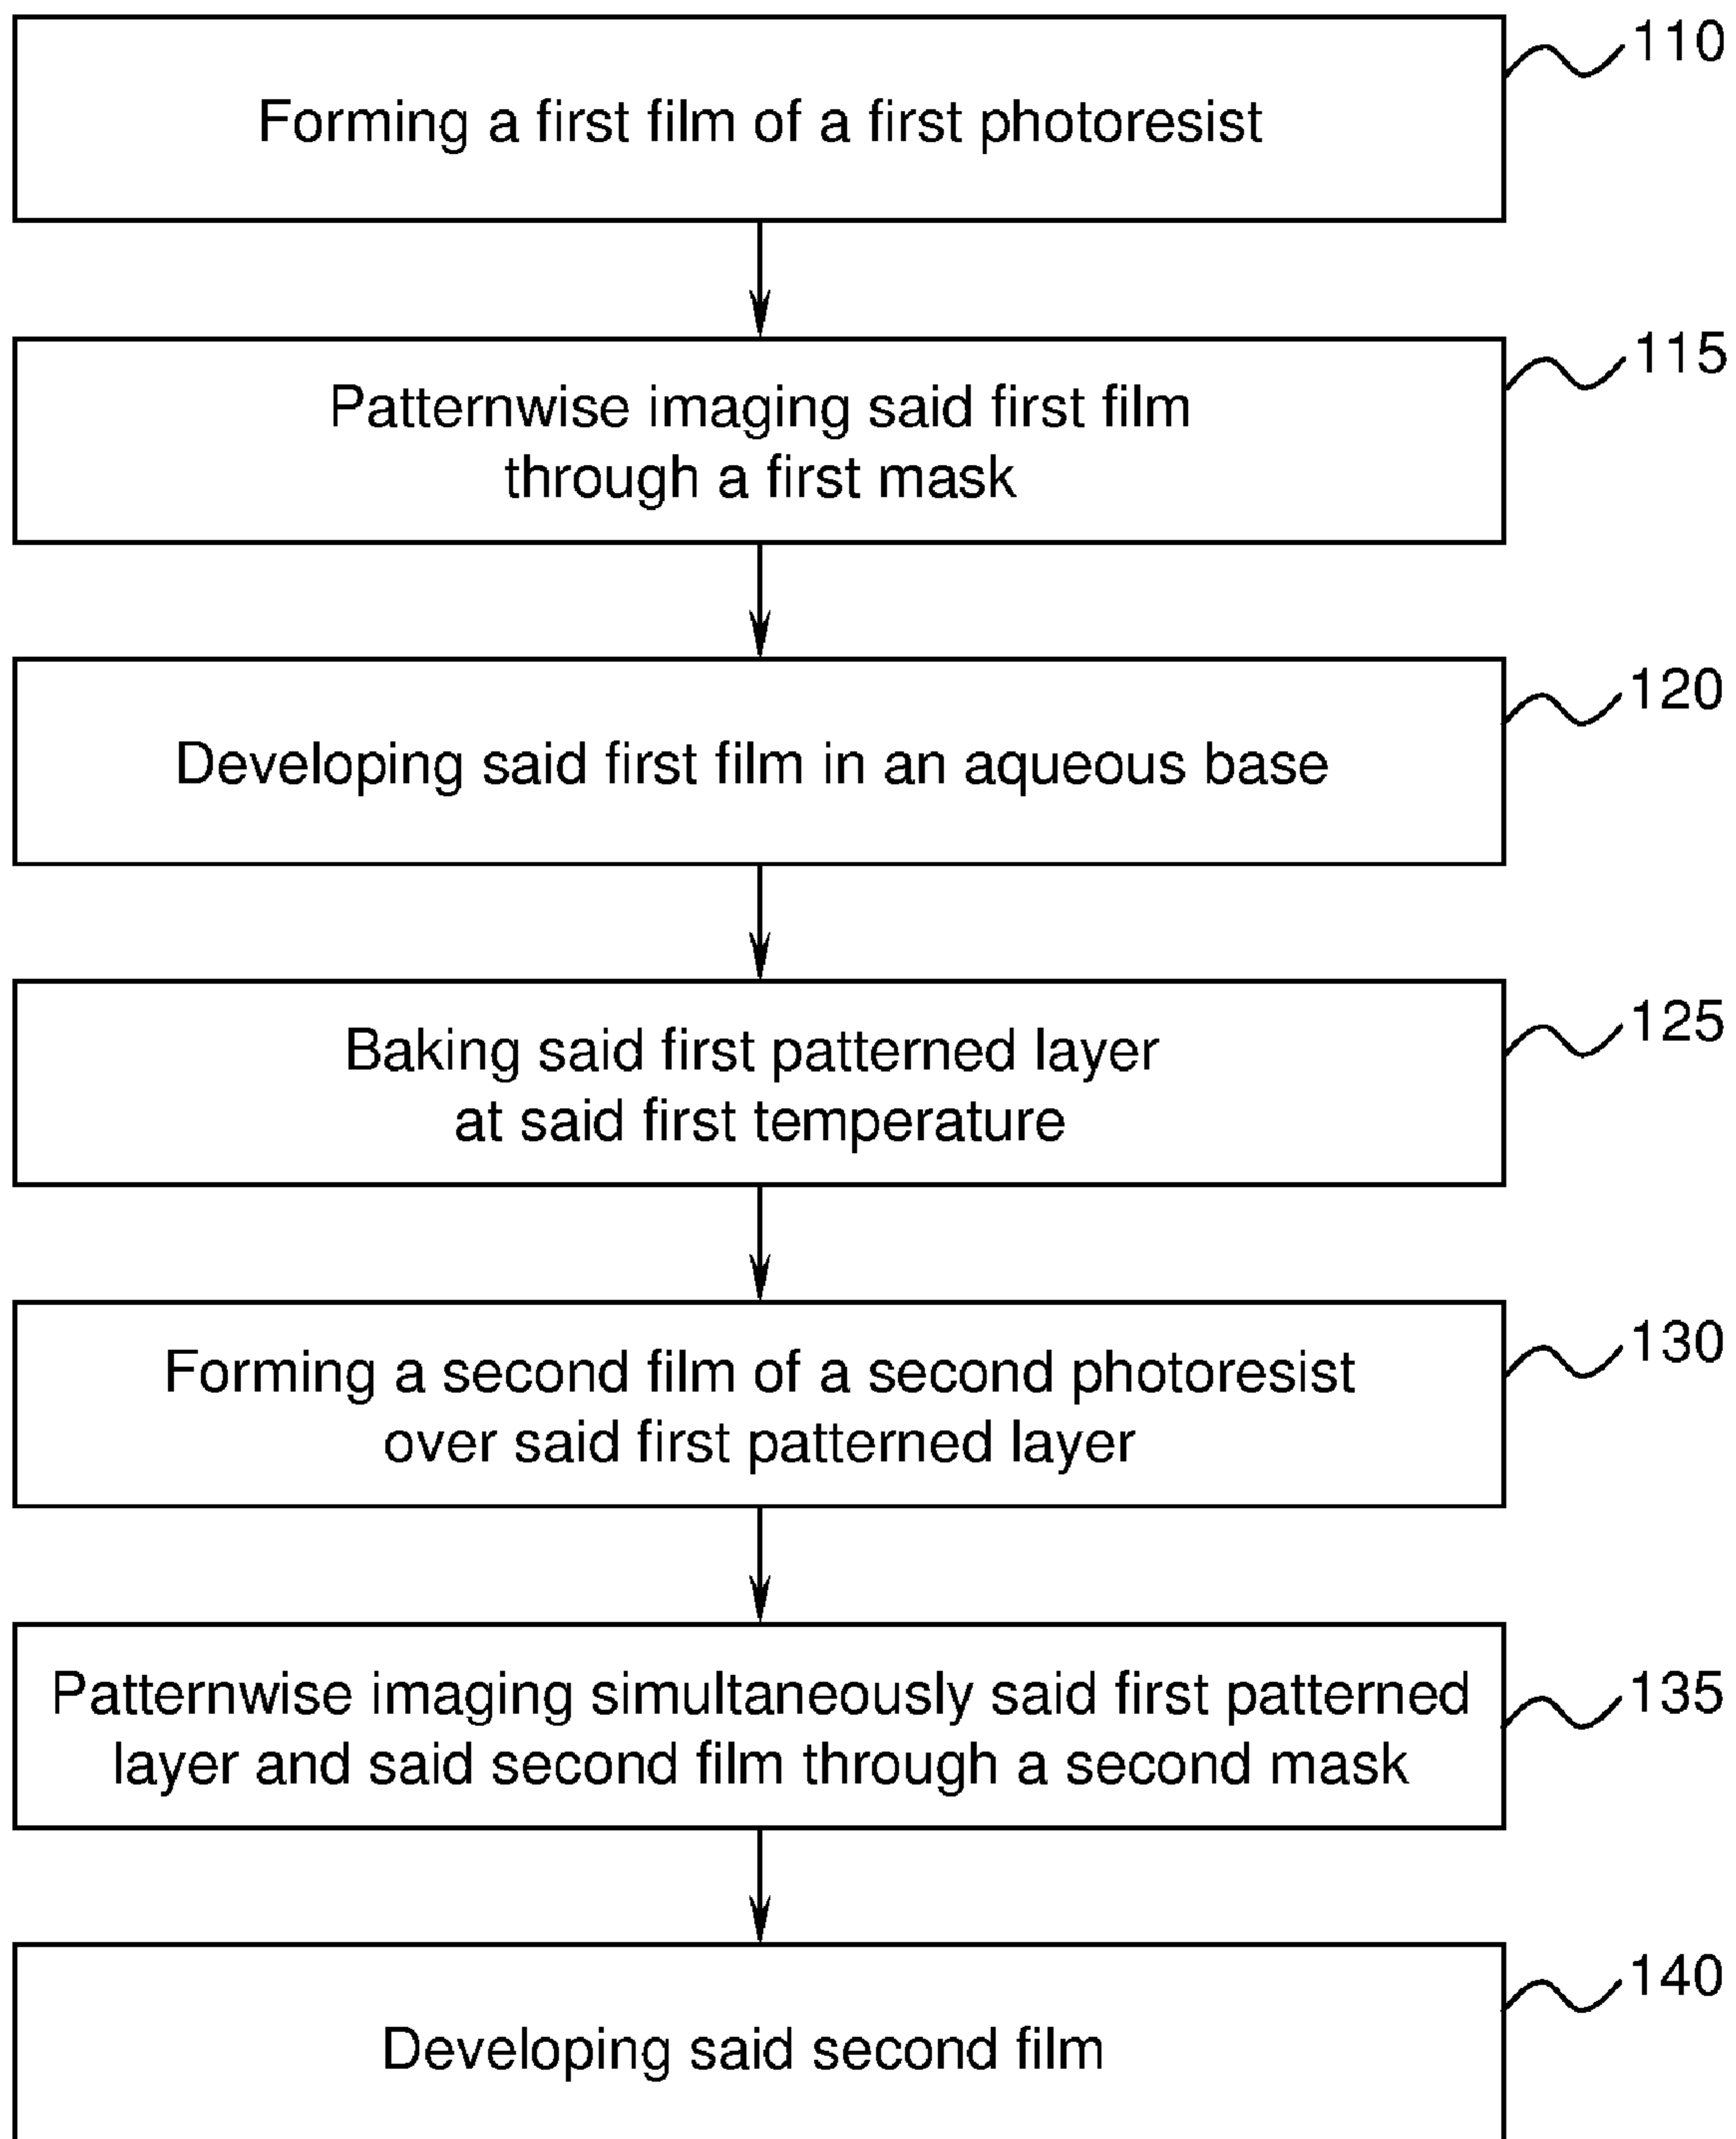 110
Forming a first film of a first photoresist
115
Patternwise imaging said first film
through a first mask
120
Developing said first film in an aqueous base
125
Baking said first patterned layer
at said first temperature
130
Forming a second film of a second photoresist
over said first patterned layer
135
Patternwise imaging simultaneously said first patterned
layer and said second film through a second mask
140
Developing said second film